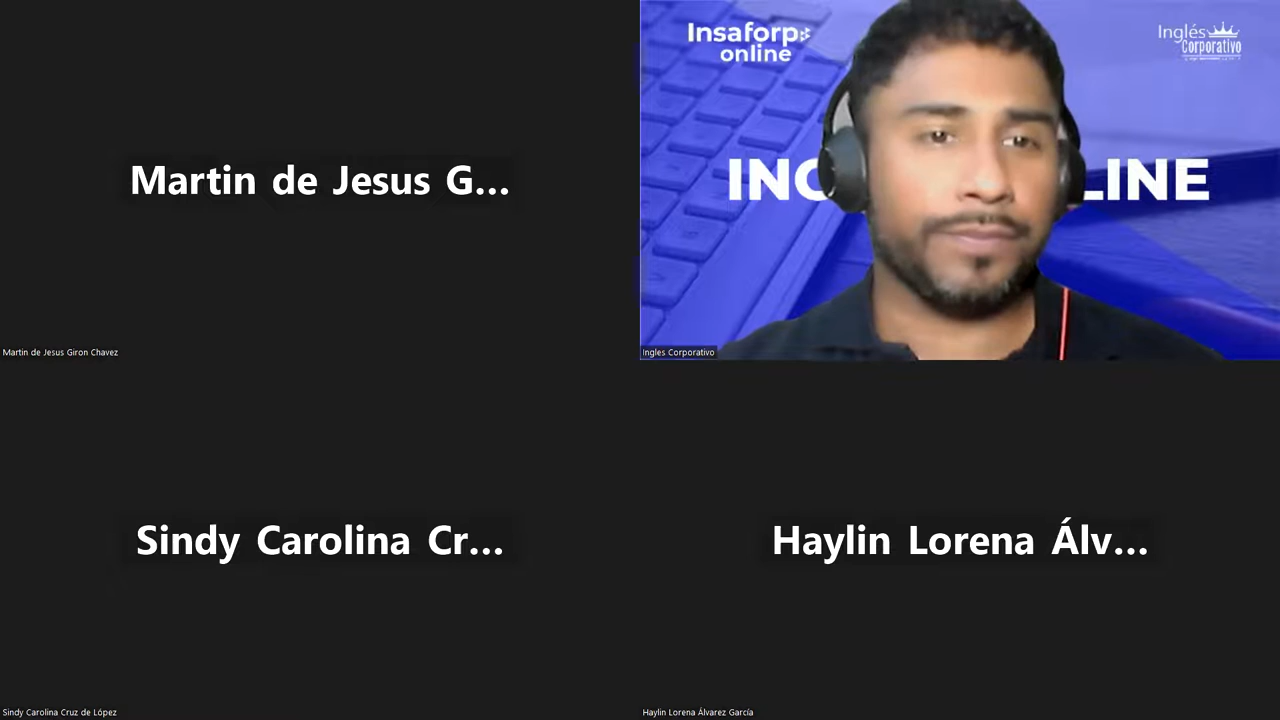 Martin de Jesus G...
Martin de Jesus Giron Chavez
Insaforp
online
Inglés
Corporativo
ING
LINE
Ingles Corporativo
Sindy Carolina Cr...
Sindy Carolina Cruz de López
Haylin Lorena Álv...
Haylin Lorena Álvarez García